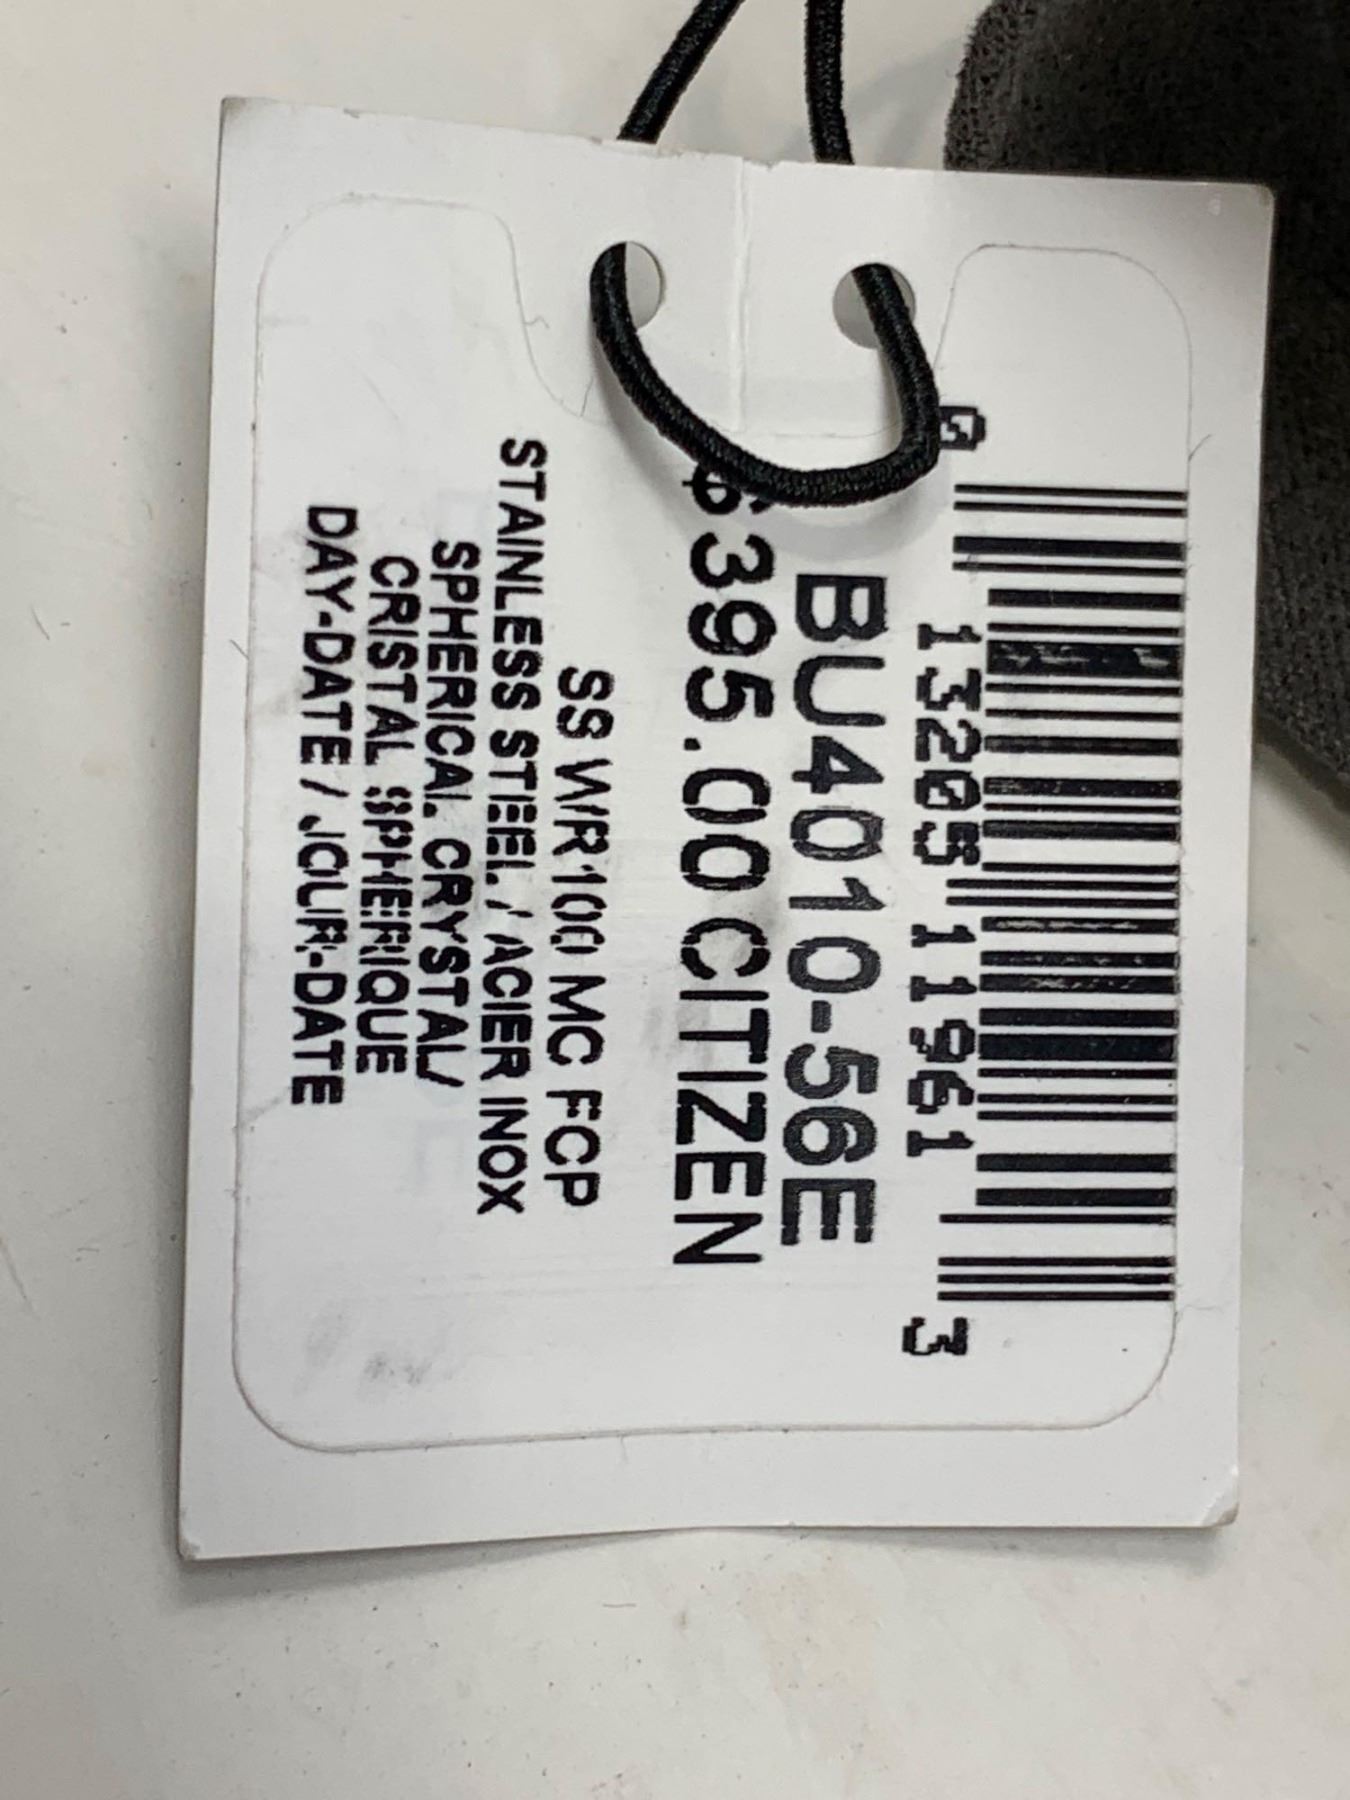 0 13205 11961 3
BU4010-56E
$395.00 CITIZEN
SS WR100 MC FCP
STAINLESS STEEL / ACIER INOX
SPHERICAL CRYSTAL/
CRISTAL SPHERIQUE
DAY-DATE / JOUR-DATE